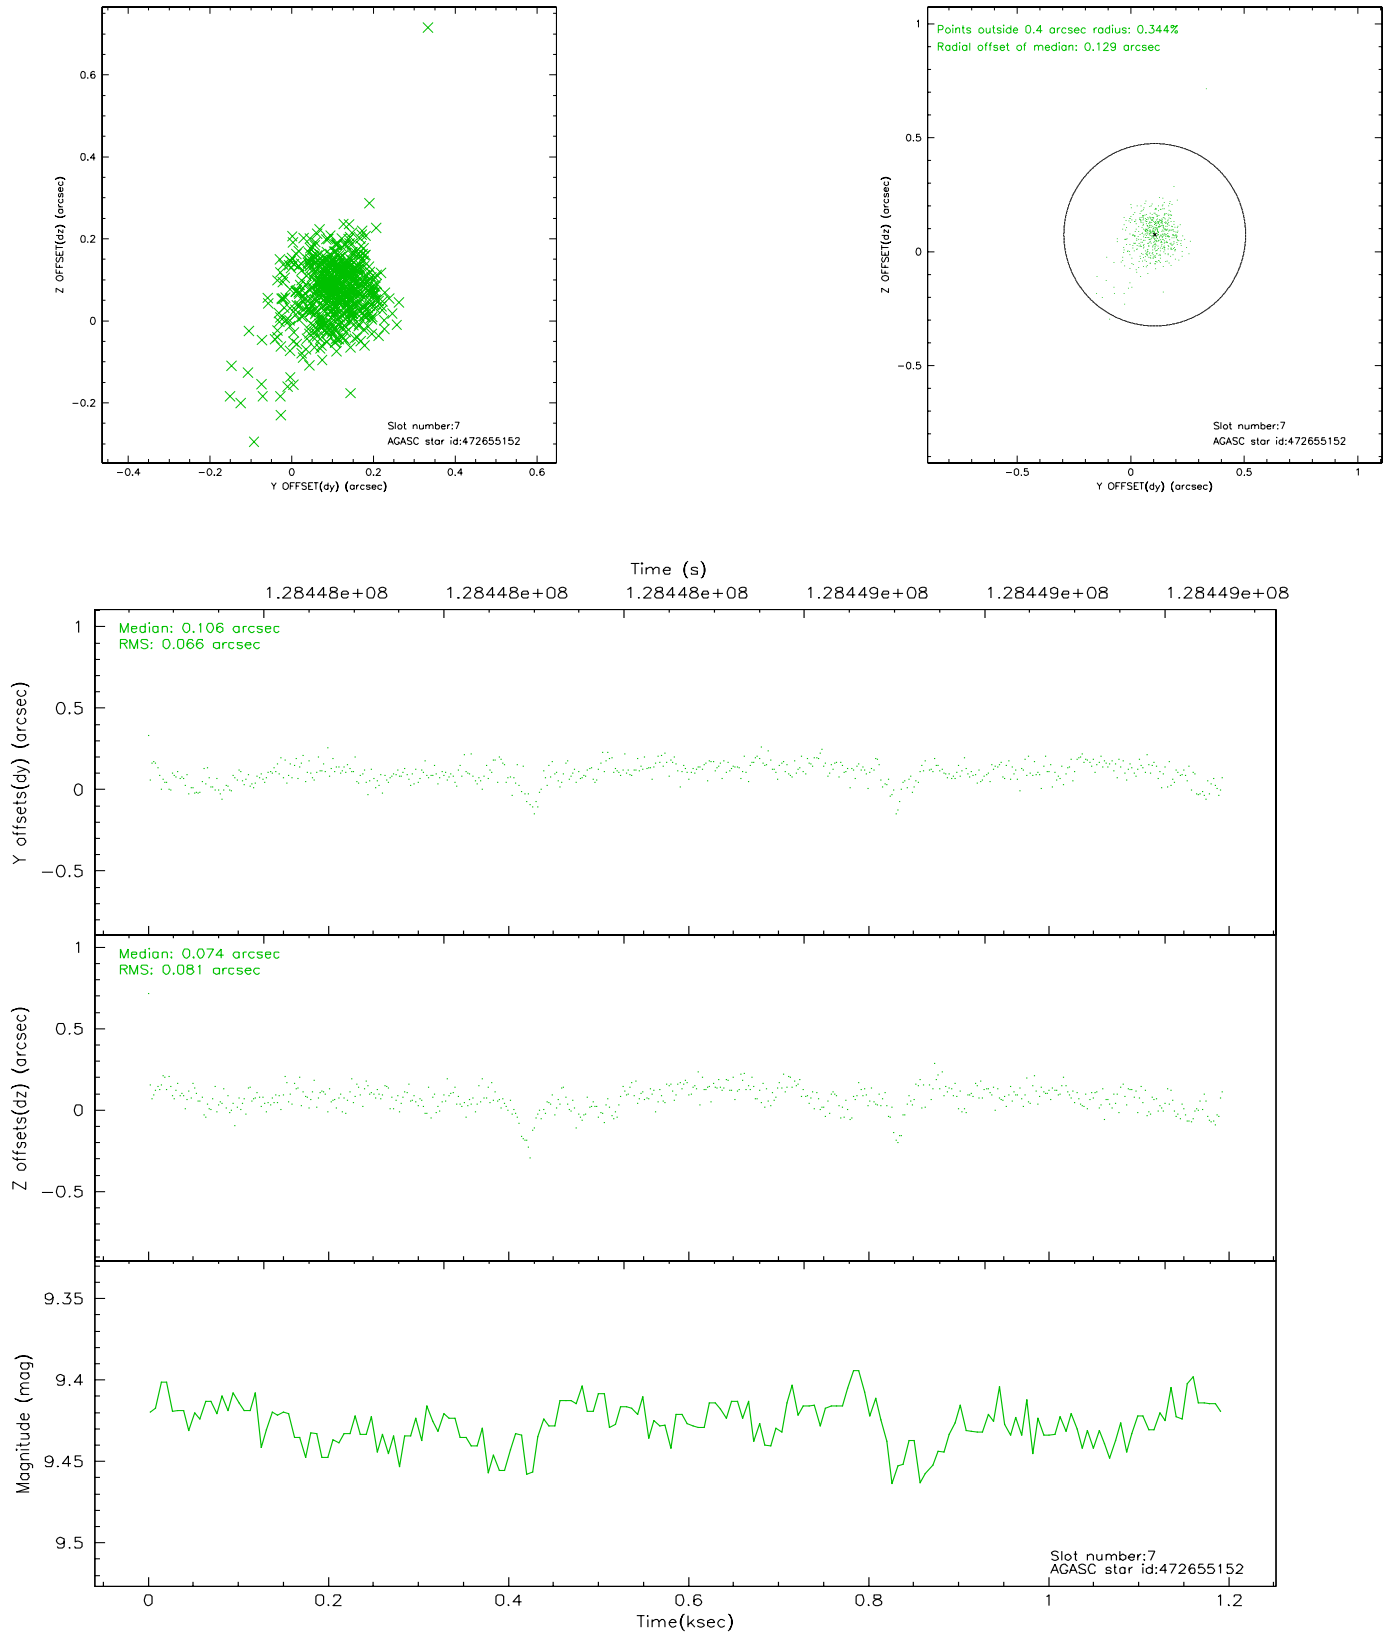 0.6
0.4
0.2
0
−0.2
Z OFFSET(dz) (arcsec)
Slot number:7
AGASC star id:472655152
−0.4 −0.2 0 0.2 0.4 0.6
Y OFFSET(dy) (arcsec)
Points outside 0.4 arcsec radius: 0.344%
Radial offset of median: 0.129 arcsec
1
0.5
0
−0.5
Z OFFSET(dz) (arcsec)
Slot number:7
AGASC star id:472655152
−0.5 0 0.5 1
Y OFFSET(dy) (arcsec)
Time (s)
1.28448e+08 1.28448e+08 1.28448e+08 1.28449e+08 1.28449e+08 1.28449e+08
Median: 0.106 arcsec
RMS: 0.066 arcsec
1
0.5
0
−0.5
Y offsets(dy) (arcsec)
Median: 0.074 arcsec
RMS: 0.081 arcsec
1
0.5
0
−0.5
Z offsets(dz) (arcsec)
9.35
9.4
9.45
9.5
Magnitude (mag)
Slot number:7
AGASC star id:472655152
0 0.2 0.4 0.6 0.8 1 1.2
Time(ksec)